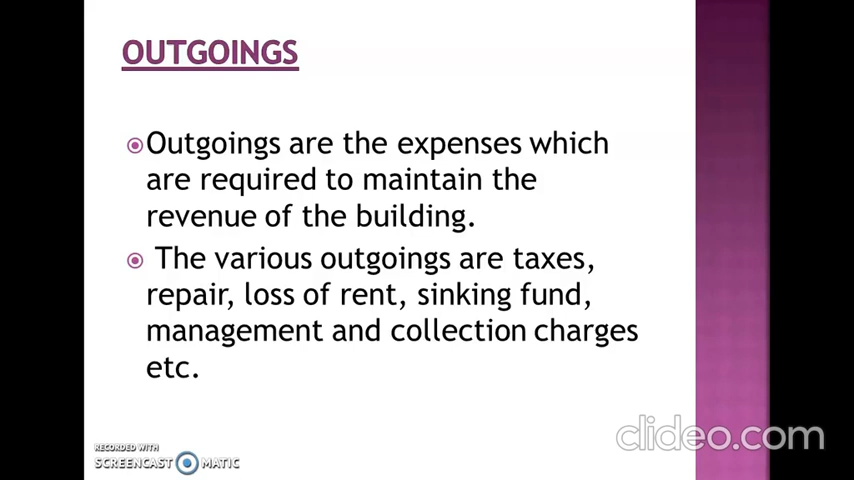 OUTGOINGS
Outgoings are the expenses which
are required to maintain the
revenue of the building.
The various outgoings are taxes,
repair, loss of rent, sinking fund,
management and collection charges
etc.
RECORDED WITH
SCREENCAST MATIC
clideo.com